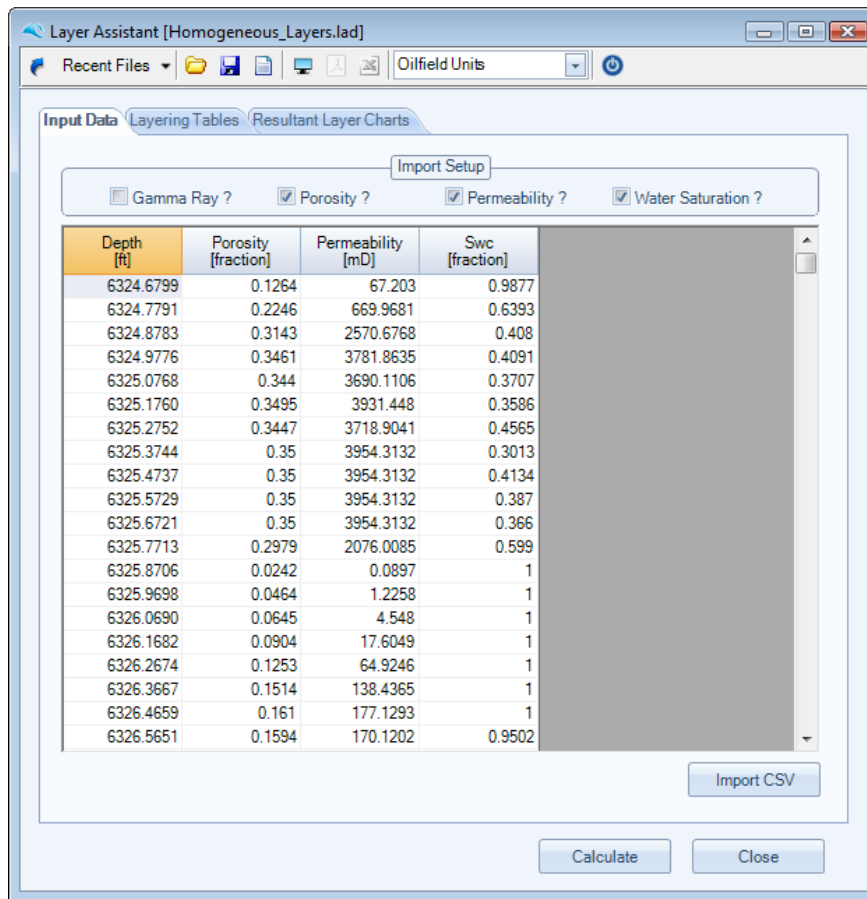 Layer Assistant [Homogeneous_Layers.lad]
Recent Files Oilfield Units
Input Data Layering Tables Resultant Layer Charts
Import Setup
Gamma Ray ? Porosity ? Permeability ? Water Saturation ?
Depth Porosity Permeability Swc
[ft] [fraction] [mD] [fraction]
6324.6799 0.1264 67.203 0.9877
6324.7791 0.2246 669.9681 0.6393
6324.8783 0.3143 2570.6768 0.408
6324.9776 0.3461 3781.8635 0.4091
6325.0768 0.344 3690.1106 0.3707
6325.1760 0.3495 3931.448 0.3586
6325.2752 0.3447 3718.9041 0.4565
6325.3744 0.35 3954.3132 0.3013
6325.4737 0.35 3954.3132 0.4134
6325.5729 0.35 3954.3132 0.387
6325.6721 0.35 3954.3132 0.366
6325.7713 0.2979 2076.0085 0.599
6325.8706 0.0242 0.0897 1
6325.9698 0.0464 1.2258 1
6326.0690 0.0645 4.548 1
6326.1682 0.0904 17.6049 1
6326.2674 0.1253 64.9246 1
6326.3667 0.1514 138.4365 1
6326.4659 0.161 177.1293 1
6326.5651 0.1594 170.1202 0.9502
Import CSV
Calculate Close